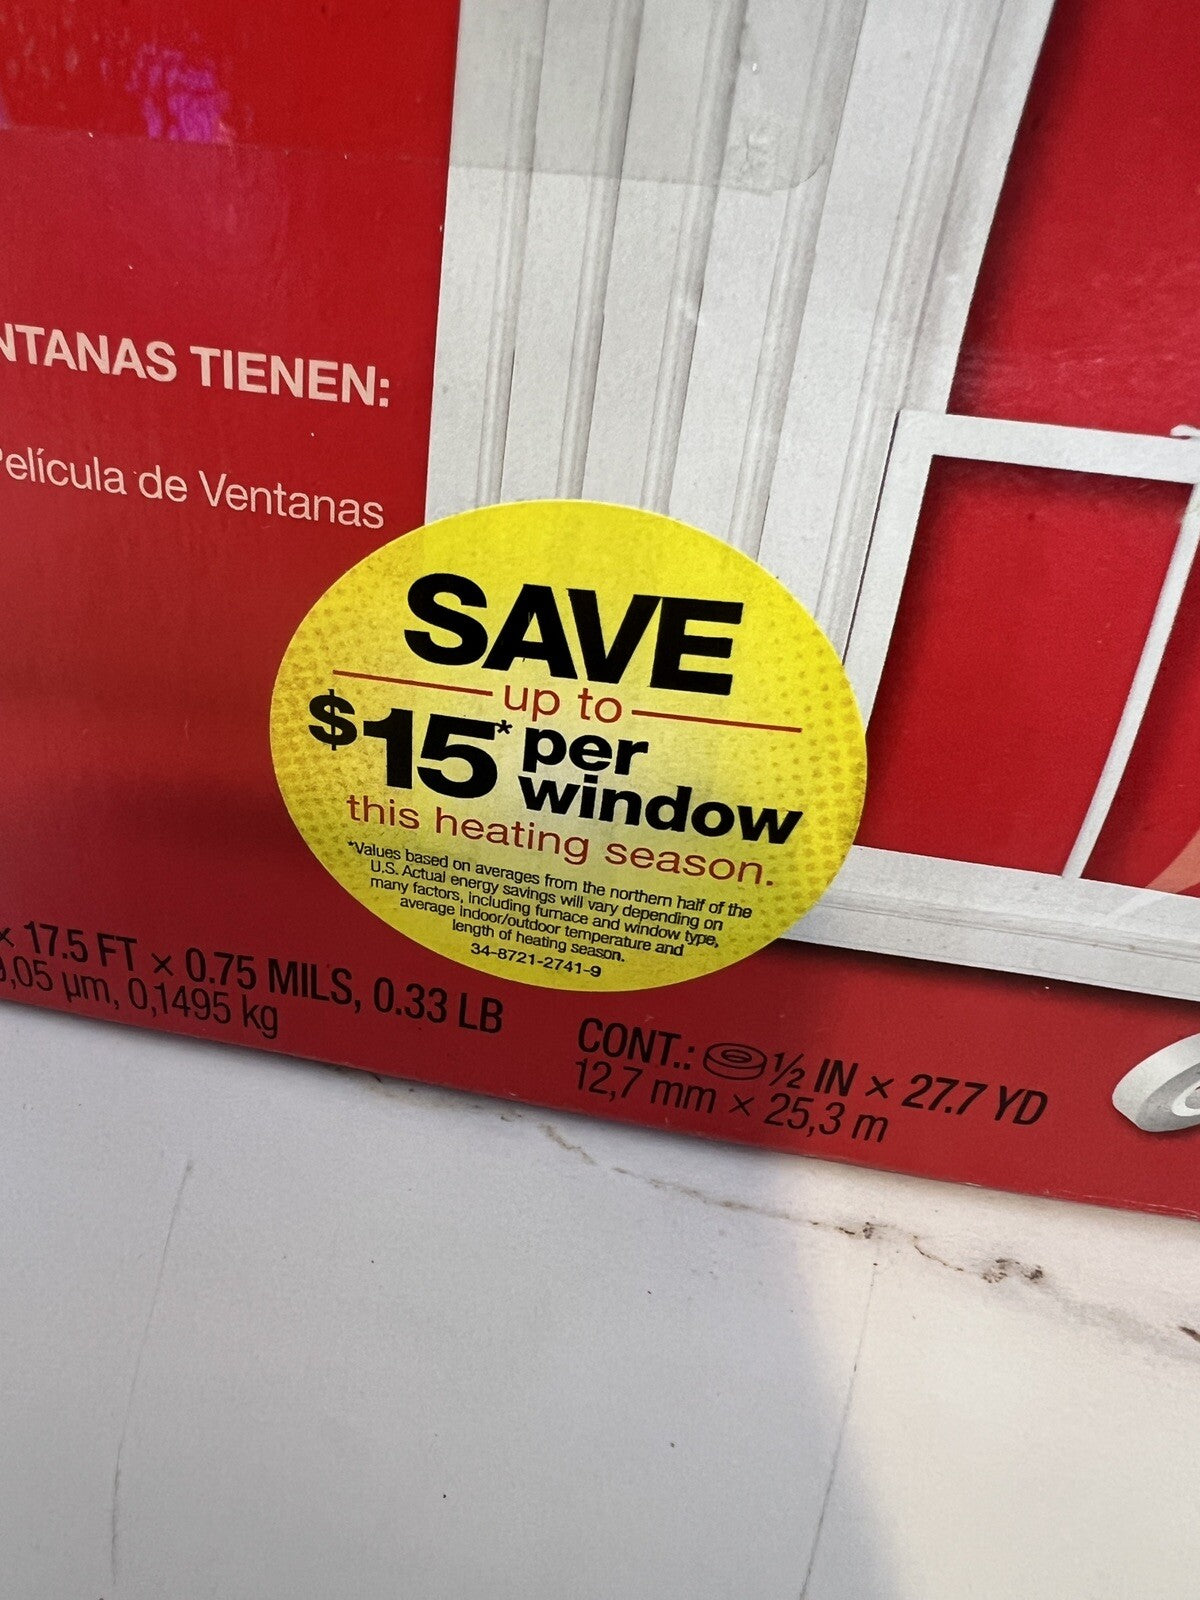 NTANAS TIENEN:
elícula de Ventanas
SAVE
up to
$15* per
window
this heating season.
*Values based on averages from the northern half of the
U.S. Actual energy savings will vary depending on
many factors, including furnace and window type,
average indoor/outdoor temperature and
length of heating season.
34-8721-2741-9
× 17.5 FT × 0.75 MILS, 0.33 LB
,05 µm, 0,1495 kg
CONT.: ½ IN × 27.7 YD
12,7 mm × 25,3 m